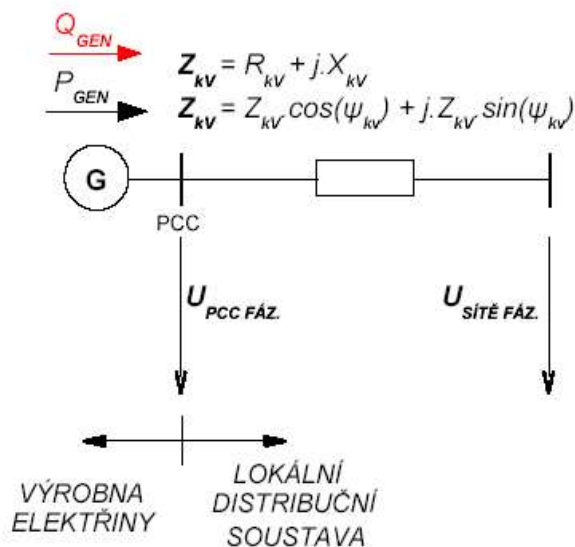 Q_GEN
Z_kV = R_kV + j.X_kV
P_GEN
Z_kV = Z_kV.cos(ψ_kv) + j.Z_kV.sin(ψ_kv)
G
PCC
U_PCC FÁZ.
U_SÍTĚ FÁZ.
VÝROBNA
ELEKTŘINY
LOKÁLNÍ
DISTRIBUČNÍ
SOUSTAVA